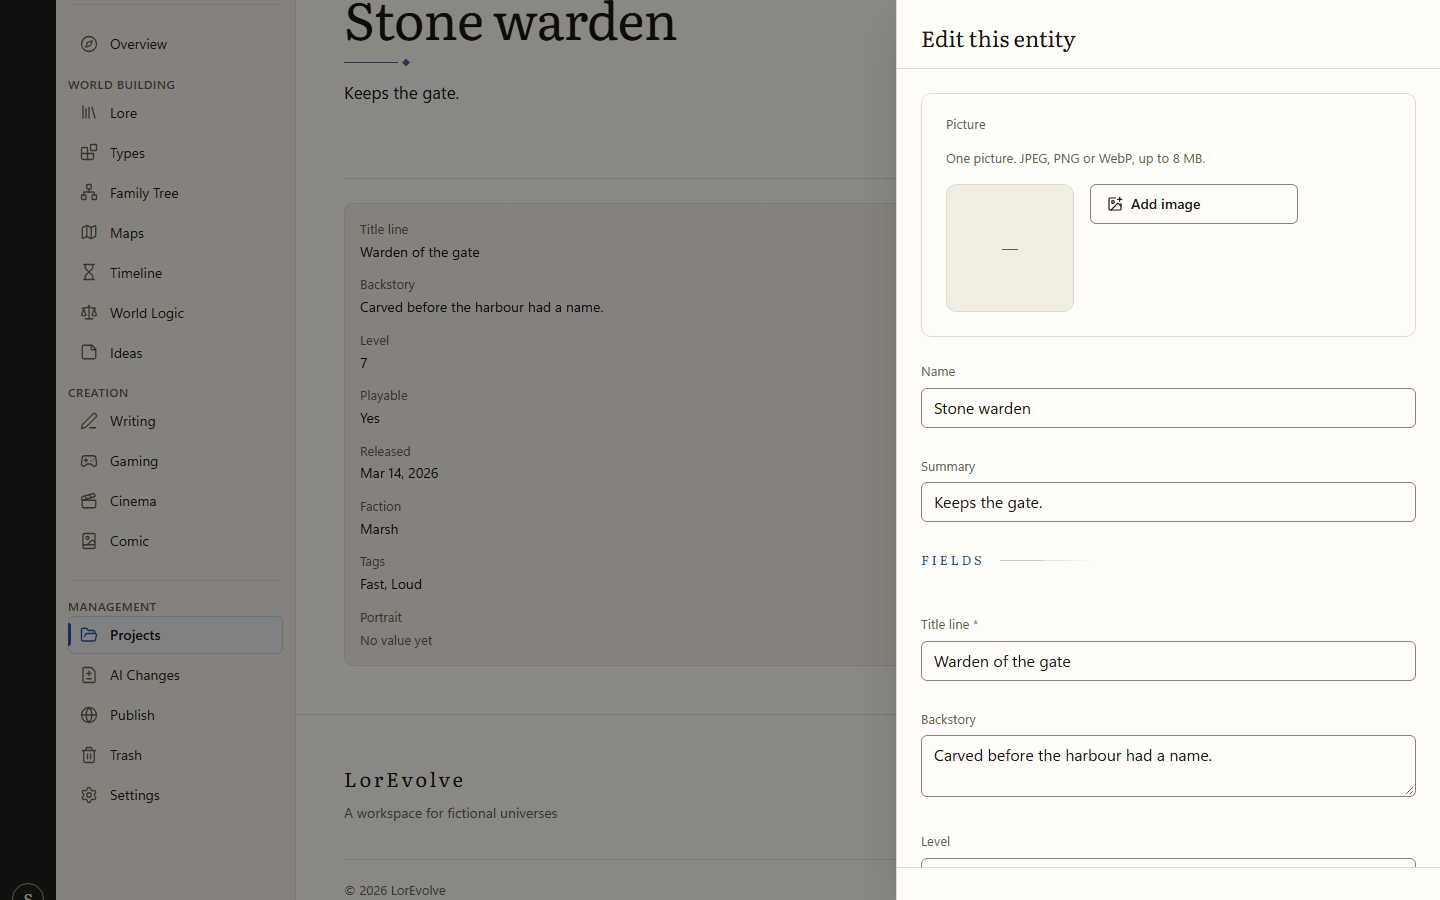 Overview
WORLD BUILDING
Lore
Types
Family Tree
Maps
Timeline
World Logic
Ideas
CREATION
Writing
Gaming
Cinema
Comic
MANAGEMENT
Projects
AI Changes
Publish
Trash
Settings
S
Stone warden
Keeps the gate.
Title line
Warden of the gate
Backstory
Carved before the harbour had a name.
Level
7
Playable
Yes
Released
Mar 14, 2026
Faction
Marsh
Tags
Fast, Loud
Portrait
No value yet
LorEvolve
A workspace for fictional universes
© 2026 LorEvolve
Edit this entity
Picture
One picture. JPEG, PNG or WebP, up to 8 MB.
—
Add image
Name
Stone warden
Summary
Keeps the gate.
FIELDS
Title line *
Warden of the gate
Backstory
Carved before the harbour had a name.
Level